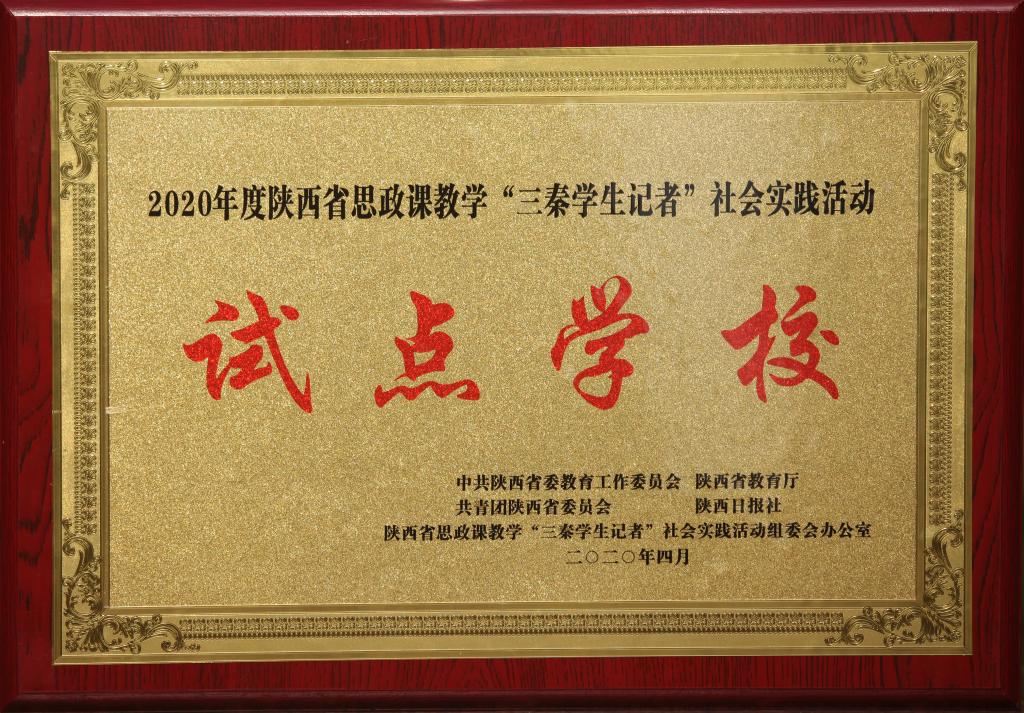 2020年度陕西省思政课教学“三秦学生记者”社会实践活动
试点学校
中共陕西省委教育工作委员会 陕西省教育厅
共青团陕西省委员会 陕西日报社
陕西省思政课教学“三秦学生记者”社会实践活动组委会办公室
二〇二〇年四月